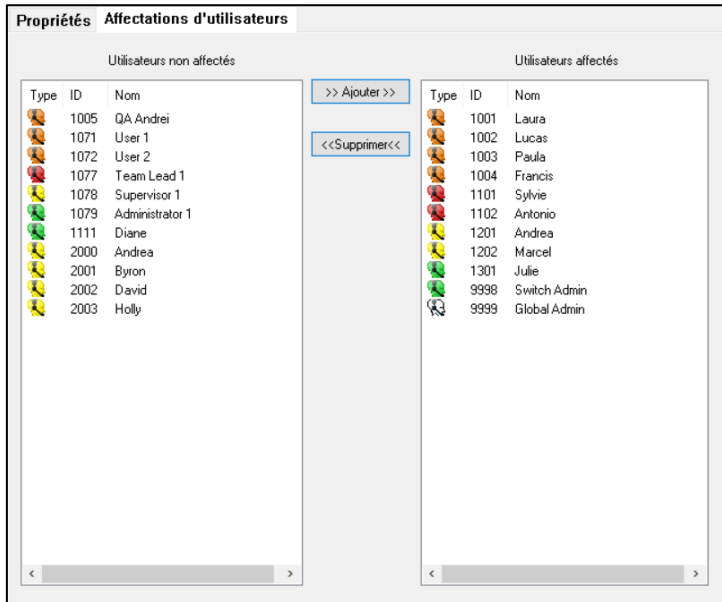 Propriétés Affectations d'utilisateurs
Utilisateurs non affectés
Type ID Nom
1005 QA Andrei
1071 User 1
1072 User 2
1077 Team Lead 1
1078 Supervisor 1
1079 Administrator 1
1111 Diane
2000 Andrea
2001 Byron
2002 David
2003 Holly
>> Ajouter >>
<<Supprimer<<
Utilisateurs affectés
Type ID Nom
1001 Laura
1002 Lucas
1003 Paula
1004 Francis
1101 Sylvie
1102 Antonio
1201 Andrea
1202 Marcel
1301 Julie
9998 Switch Admin
9999 Global Admin